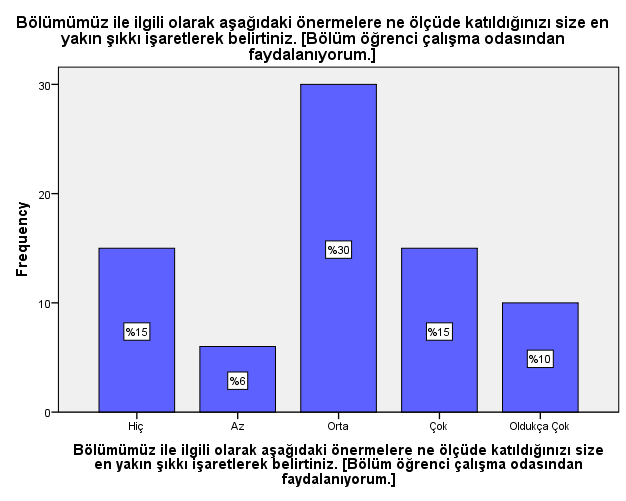 Bölümümüz ile ilgili olarak aşağıdaki önermelere ne ölçüde katıldığınızı size en
yakın şıkkı işaretlerek belirtiniz. [Bölüm öğrenci çalışma odasından
faydalanıyorum.]
Frequency
30
20
10
0
%15
%6
%30
%15
%10
Hiç
Az
Orta
Çok
Oldukça Çok
Bölümümüz ile ilgili olarak aşağıdaki önermelere ne ölçüde katıldığınızı size
en yakın şıkkı işaretlerek belirtiniz. [Bölüm öğrenci çalışma odasından
faydalanıyorum.]